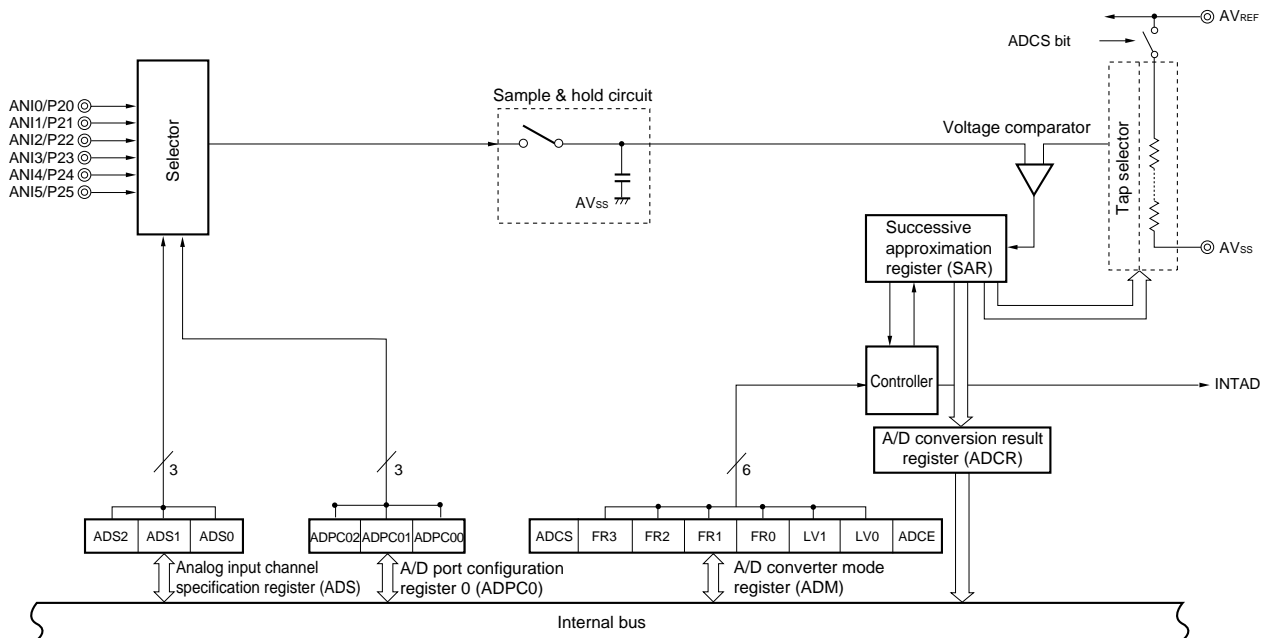 AVREF
ADCS bit
ANI0/P20
ANI1/P21
ANI2/P22
ANI3/P23
ANI4/P24
ANI5/P25
Selector
Sample & hold circuit
AVSS
Voltage comparator
Tap selector
AVSS
Successive
approximation
register (SAR)
Controller
INTAD
A/D conversion result
register (ADCR)
3
3
6
ADS2 ADS1 ADS0
ADPC02 ADPC01 ADPC00
ADCS FR3 FR2 FR1 FR0 LV1 LV0 ADCE
Analog input channel
specification register (ADS)
A/D port configuration
register 0 (ADPC0)
A/D converter mode
register (ADM)
Internal bus